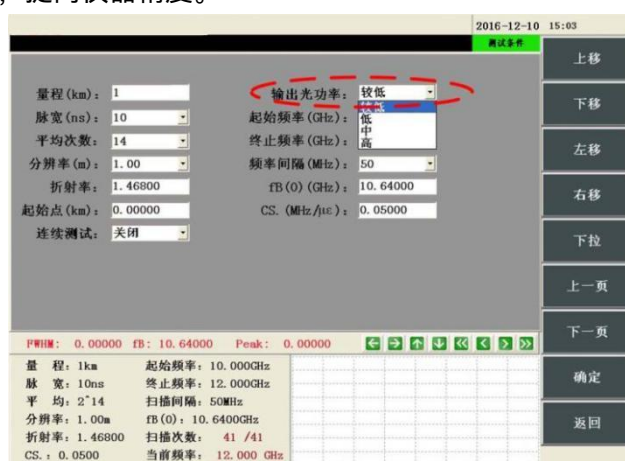 ，提高仪器精度。
2016-12-10 15:03
测试条件
量程(km)： 1
脉宽(ns)： 10
平均次数： 14
分辨率(m)： 1.00
折射率： 1.46800
起始点(km)： 0.00000
连续测试： 关闭
输出光功率： 较低
较低
低
中
高
起始频率(GHz)：
终止频率(GHz)：
频率间隔(MHz)： 50
fB(0)(GHz)： 10.64000
CS. (MHz/με)： 0.05000
上移
下移
左移
右移
下拉
上一页
下一页
确定
返回
FWHM： 0.00000 fB：10.64000 Peak： 0.00000
量 程：1km 起始频率：10.000GHz
脉 宽：10ns 终止频率：12.000GHz
平 均：2^14 扫描间隔：50MHz
分辨率：1.00m fB(0)：10.6400GHz
折射率：1.46800 扫描次数： 41 /41
CS.：0.0500 当前频率： 12.000 GHz